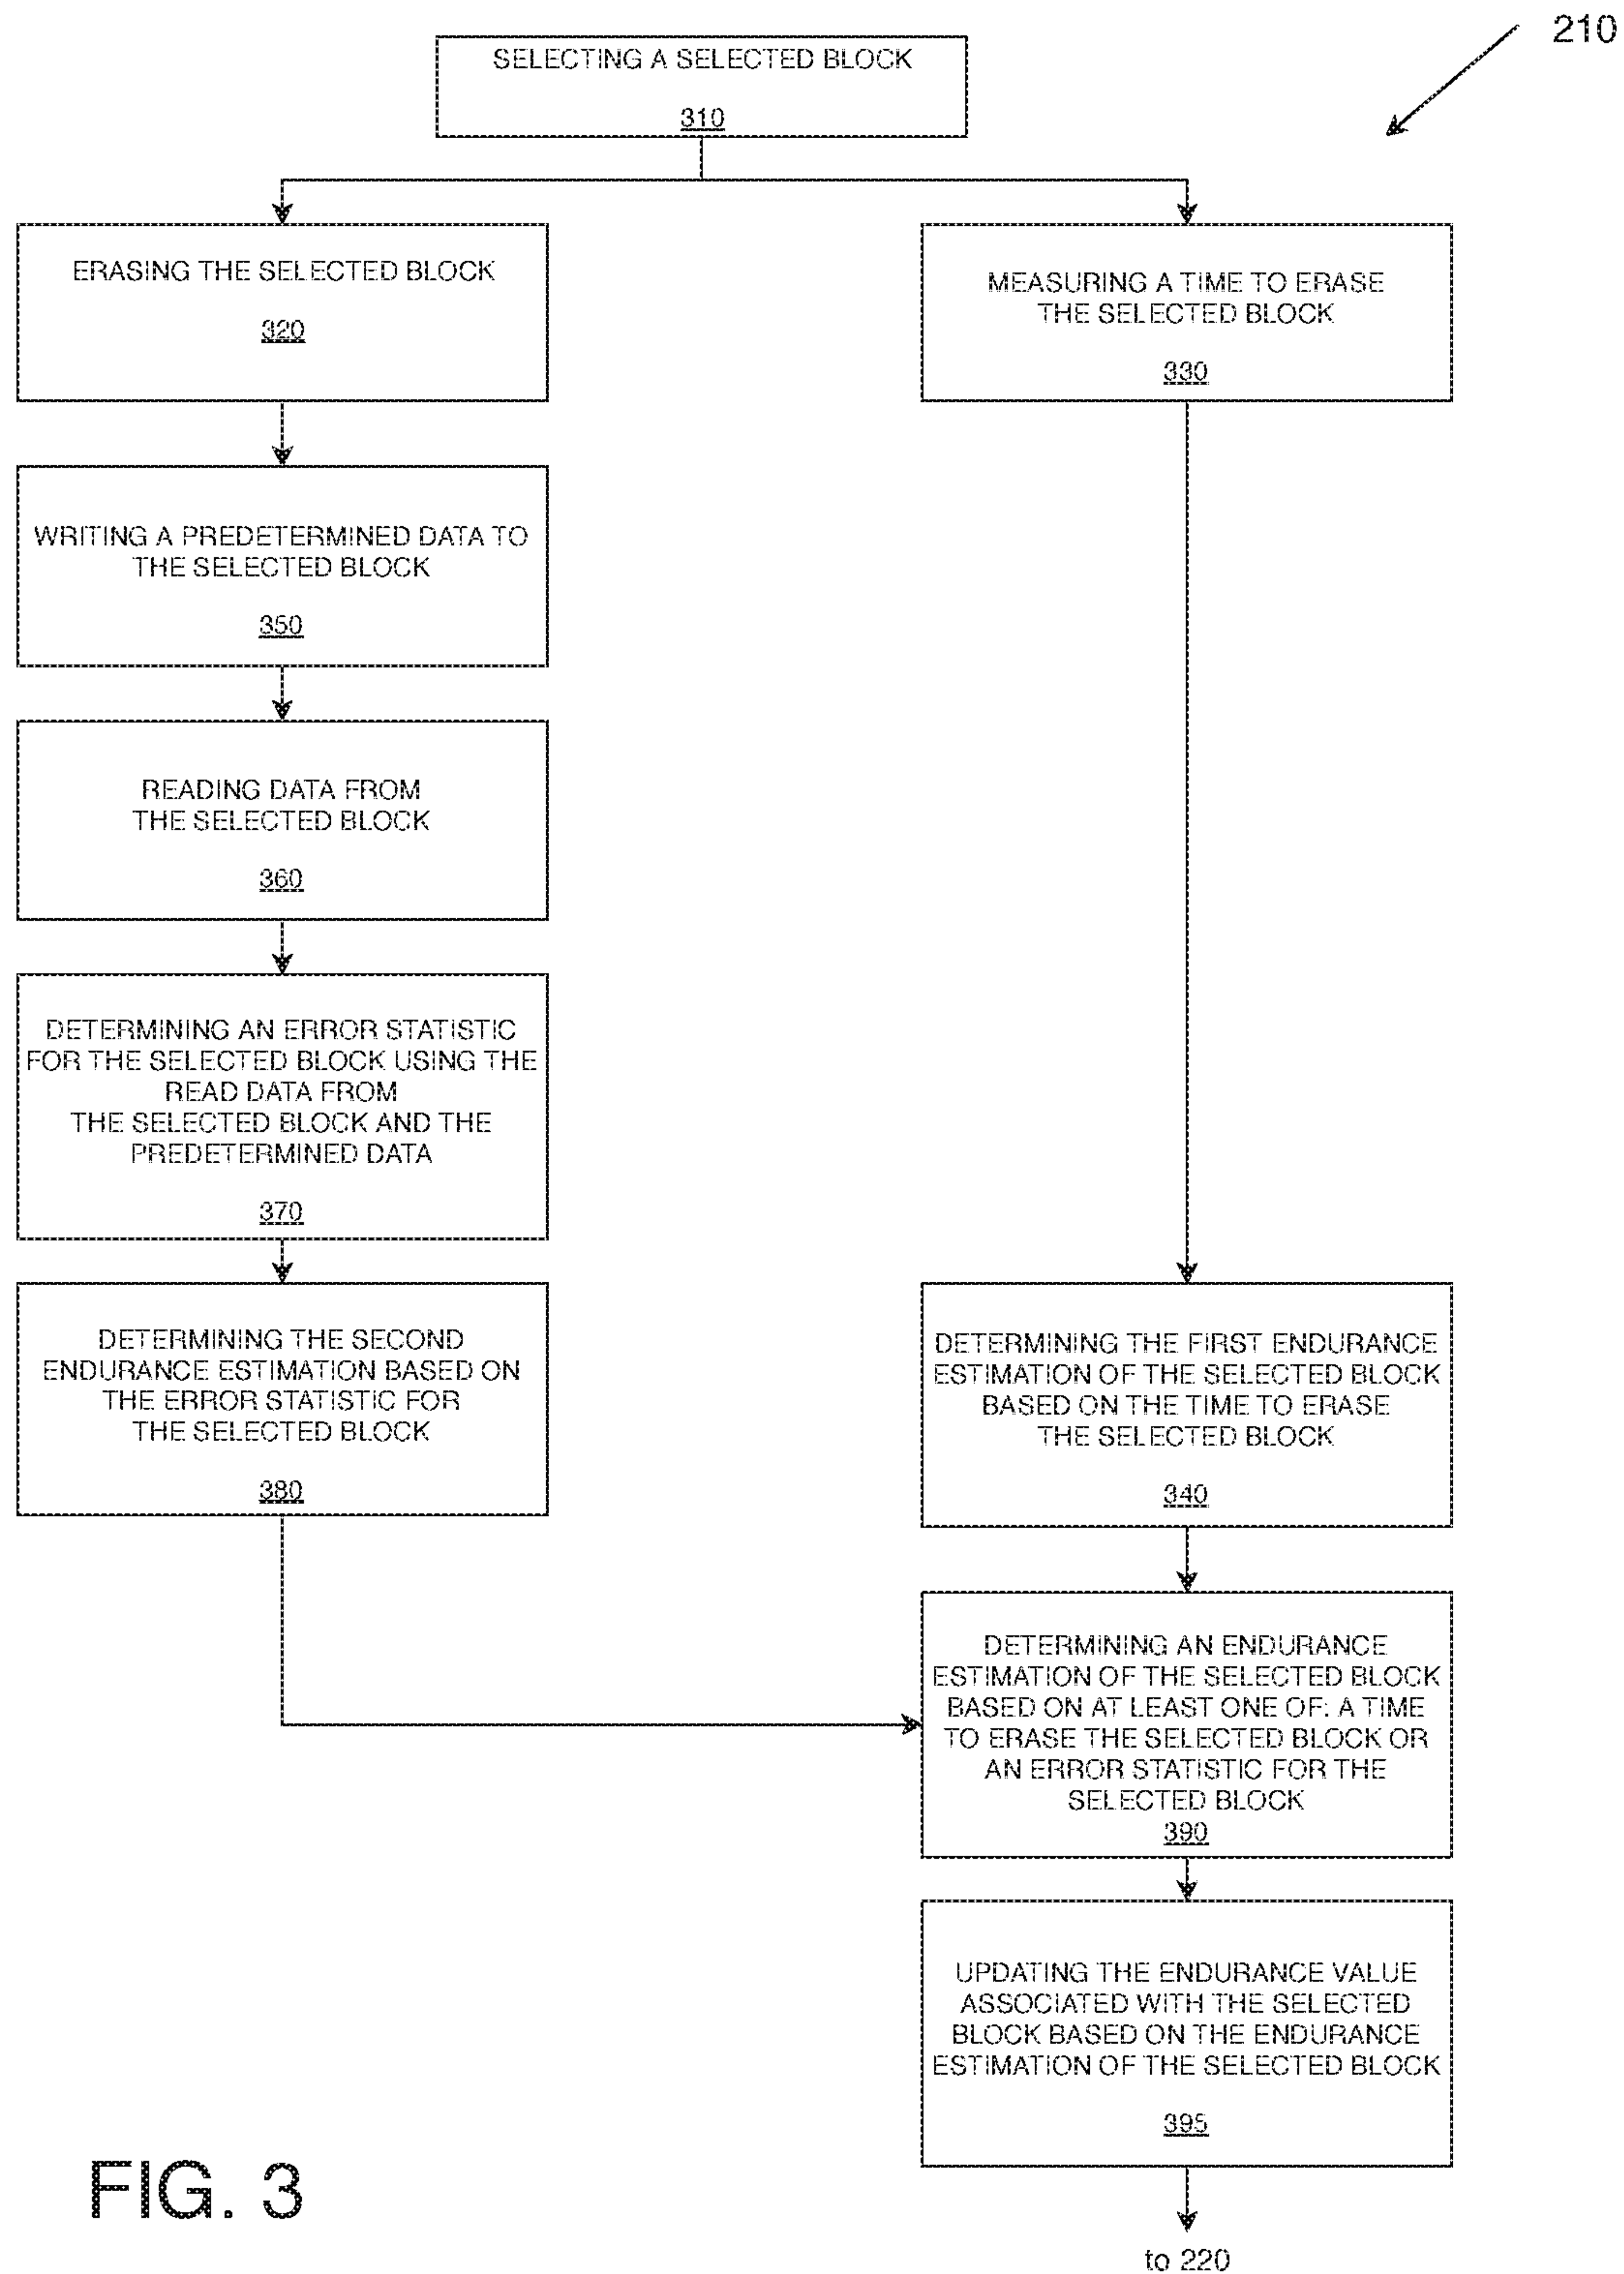 210
SELECTING A SELECTED BLOCK
310
ERASING THE SELECTED BLOCK
320
MEASURING A TIME TO ERASE
THE SELECTED BLOCK
330
WRITING A PREDETERMINED DATA TO
THE SELECTED BLOCK
350
READING DATA FROM
THE SELECTED BLOCK
360
DETERMINING AN ERROR STATISTIC
FOR THE SELECTED BLOCK USING THE
READ DATA FROM
THE SELECTED BLOCK AND THE
PREDETERMINED DATA
370
DETERMINING THE SECOND
ENDURANCE ESTIMATION BASED ON
THE ERROR STATISTIC FOR
THE SELECTED BLOCK
380
DETERMINING THE FIRST ENDURANCE
ESTIMATION OF THE SELECTED BLOCK
BASED ON THE TIME TO ERASE
THE SELECTED BLOCK
340
DETERMINING AN ENDURANCE
ESTIMATION OF THE SELECTED BLOCK
BASED ON AT LEAST ONE OF: A TIME
TO ERASE THE SELECTED BLOCK OR
AN ERROR STATISTIC FOR THE
SELECTED BLOCK
390
UPDATING THE ENDURANCE VALUE
ASSOCIATED WITH THE SELECTED
BLOCK BASED ON THE ENDURANCE
ESTIMATION OF THE SELECTED BLOCK
395
FIG. 3
to 220